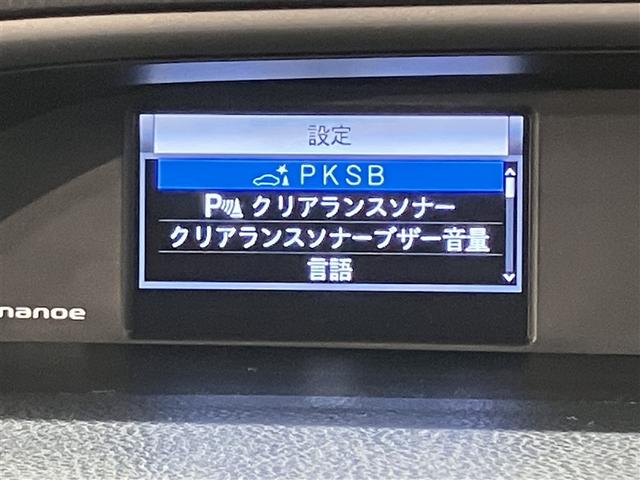 設定
PKSB
P クリアランスソナー
クリアランスソナーブザー音量
言語
nanoe